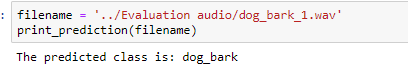 : filename = '../Evaluation audio/dog_bark_1.wav'
print_prediction(filename)
The predicted class is: dog_bark